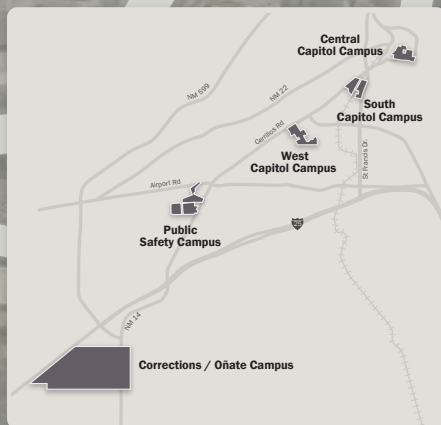 Central
Capitol Campus
NM 599
NM 22
South
Capitol Campus
Cerrillos Rd
West
Capitol Campus
St Francis Dr.
Airport Rd
Public
Safety Campus
25
NM 14
Corrections / Oñate Campus